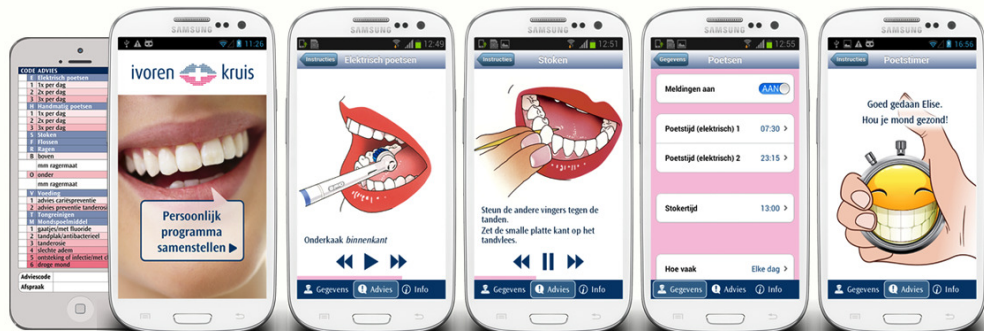 CODE ADVIES
E Elektrisch poetsen
1 1x per dag
2 2x per dag
3 3x per dag
H Handmatig poetsen
1 1x per dag
2 2x per dag
3 3x per dag
S Stoken
F Flossen
R Ragen
B boven
mm ragermaat
O onder
mm ragermaat
V Voeding
1 advies cariëspreventie
2 advies preventie tanderosi
T Tongreinigen
M Mondspoelmiddel
1 gaatjes/met fluoride
2 tandplak/antibacterieel
3 tanderosie
4 slechte adem
5 ontsteking of infectie/met c
6 droge mond
Adviescode
Afspraak
SAMSUNG
11:26
ivoren kruis
Persoonlijk
programma
samenstellen
SAMSUNG
12:49
Instructies Elektrisch poetsen
Onderkaak binnenkant
Gegevens Advies Info
SAMSUNG
12:51
Instructies Stoken
Steun de andere vingers tegen de
tanden.
Zet de smalle platte kant op het
tandvlees.
Gegevens Advies Info
SAMSUNG
12:55
Gegevens Poetsen
Meldingen aan AAN
Poetstijd (elektrisch) 1 07:30
Poetstijd (elektrisch) 2 23:15
Stokertijd 13:00
Hoe vaak Elke dag
Gegevens Advies Info
SAMSUNG
16:56
Instructies Poetstimer
Goed gedaan Elise.
Hou je mond gezond!
Gegevens Advies Info